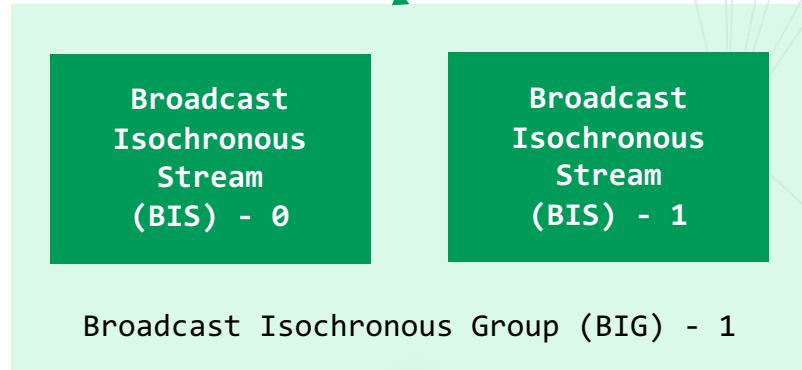 Broadcast
Isochronous
Stream
(BIS) - 0
Broadcast
Isochronous
Stream
(BIS) - 1
Broadcast Isochronous Group (BIG) - 1